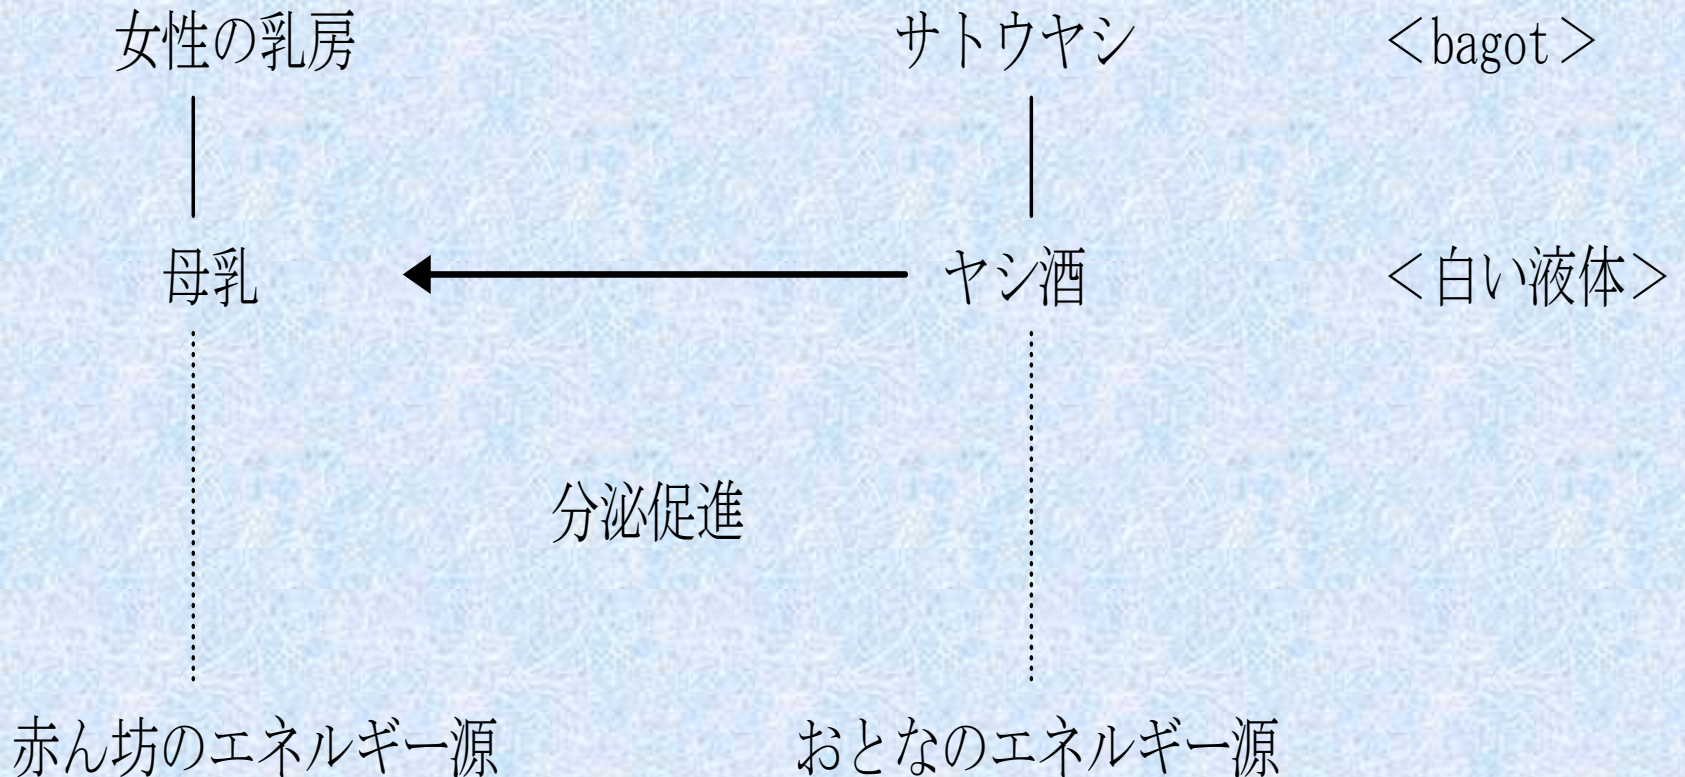 女性の乳房 サトウヤシ ＜bagot＞
母乳 ヤシ酒 ＜白い液体＞
分泌促進
赤ん坊のエネルギー源 おとなのエネルギー源